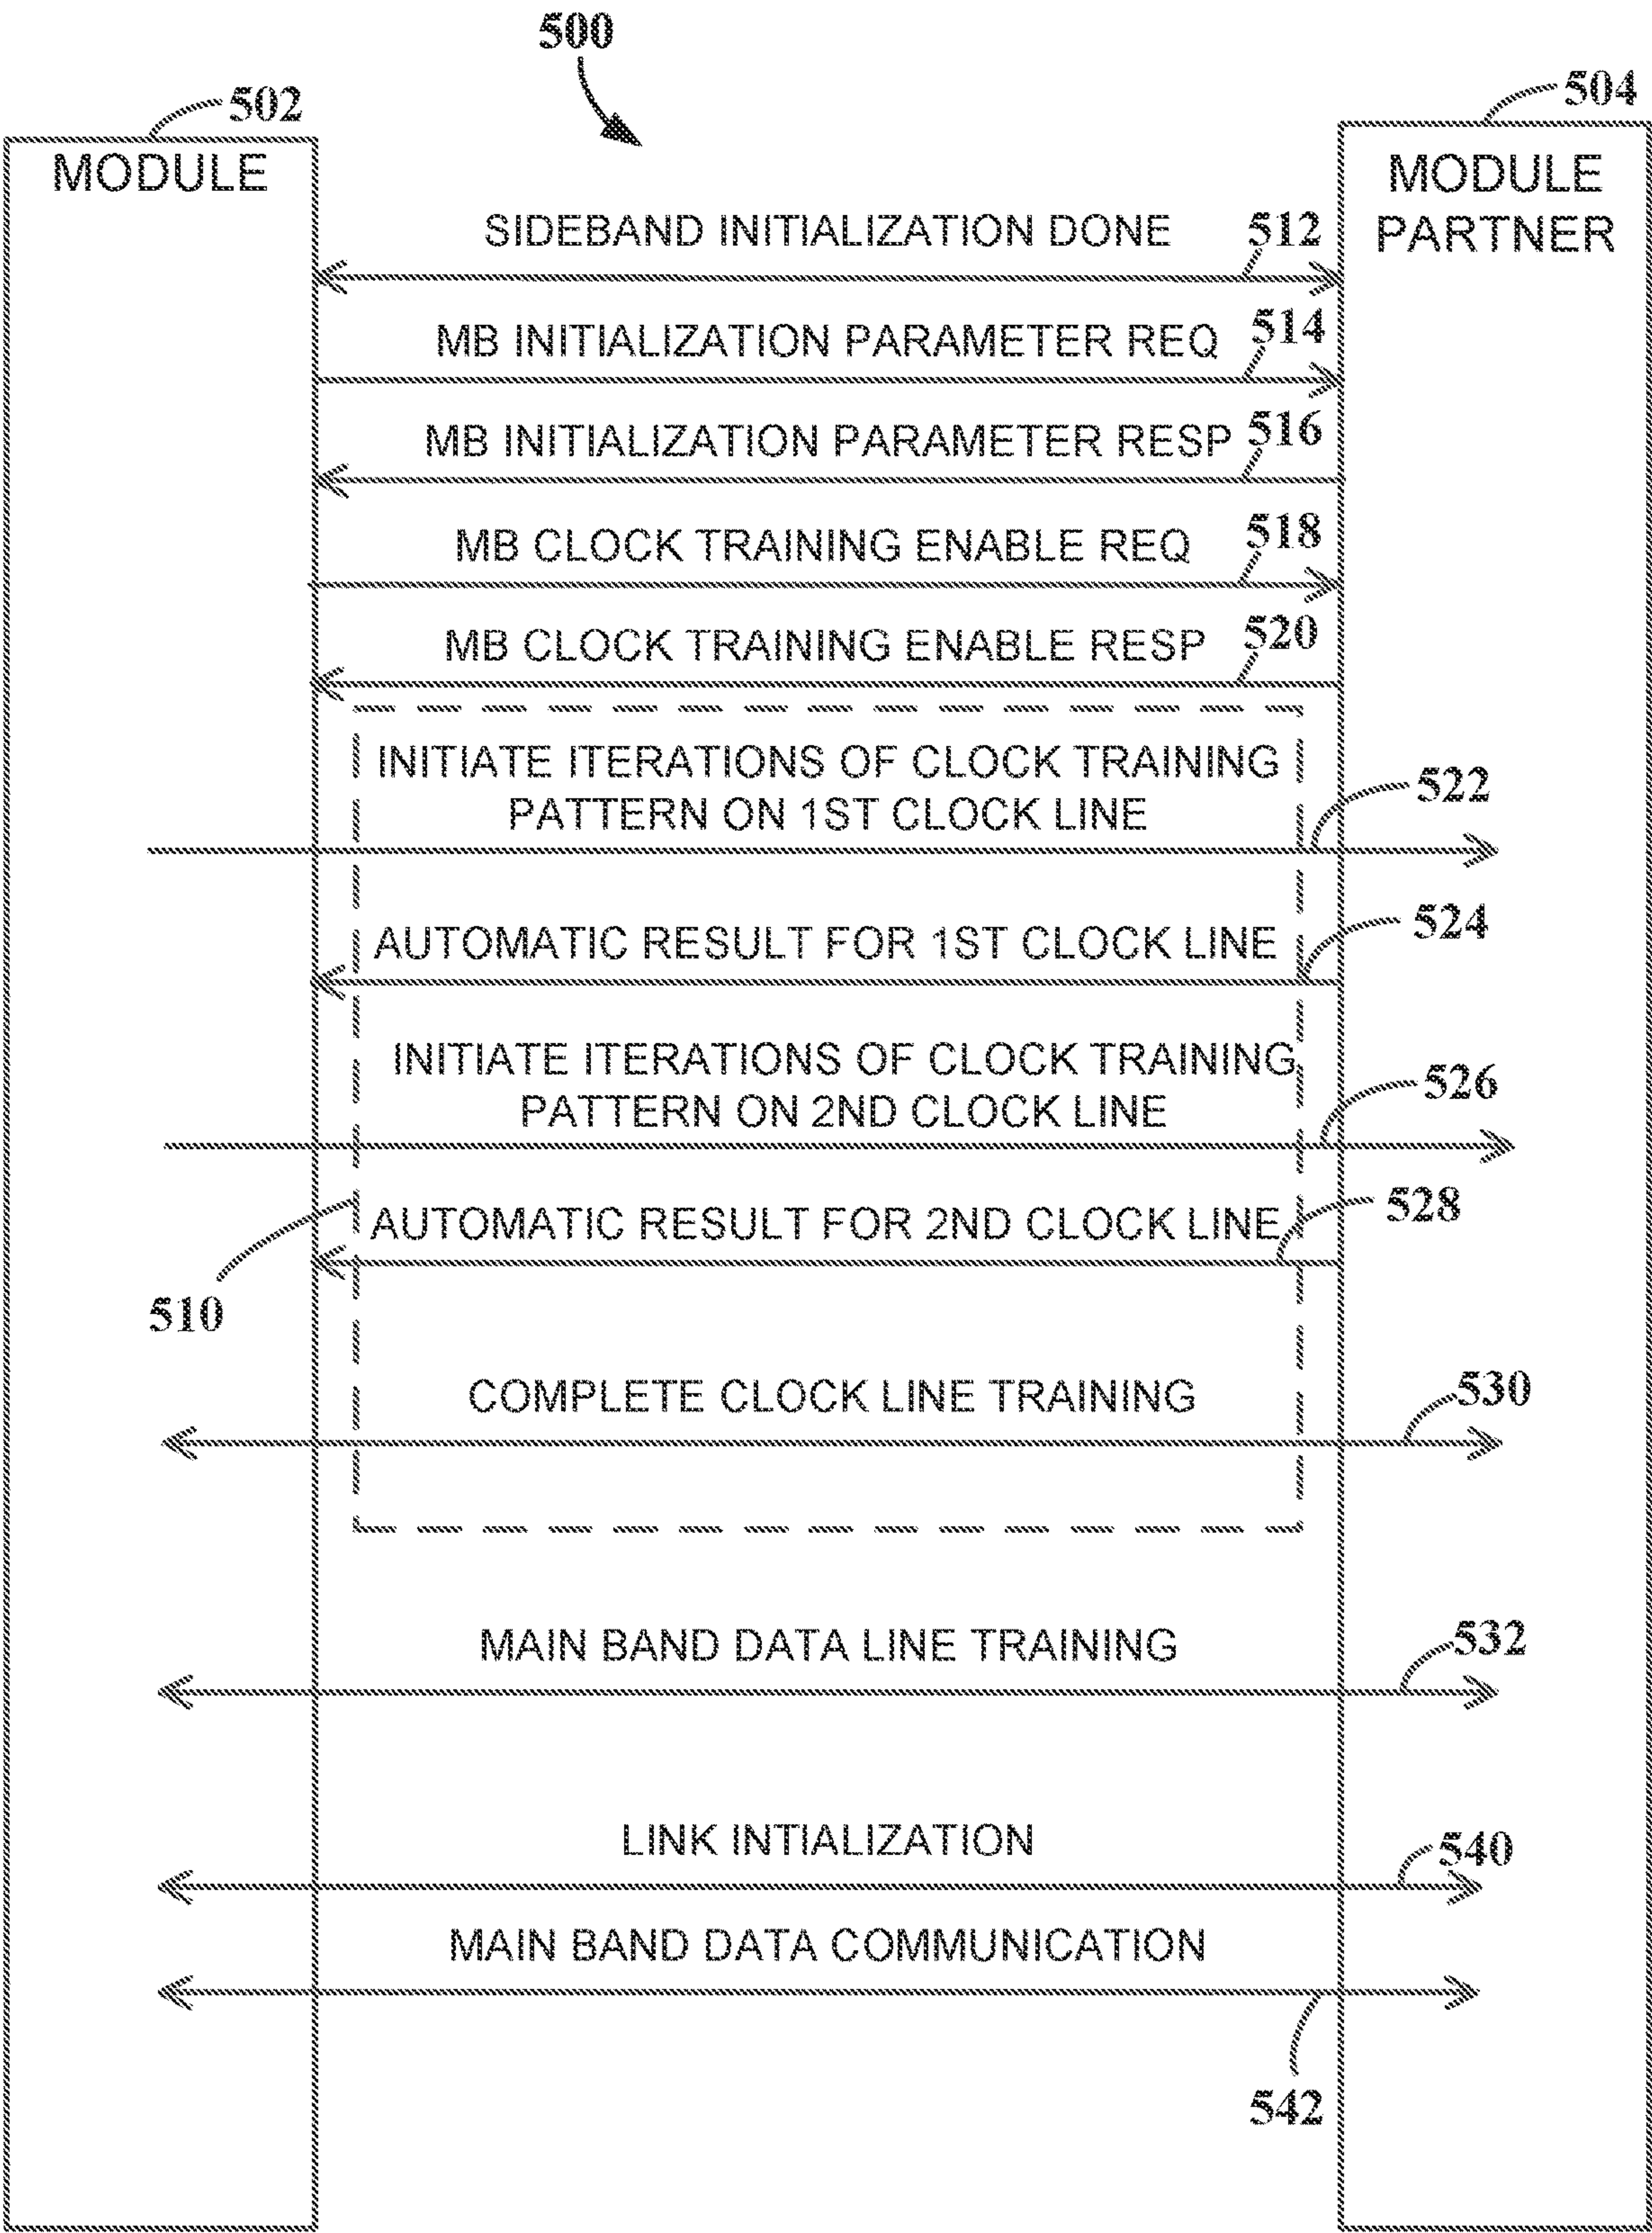 500
502
504
MODULE
MODULE
PARTNER
SIDEBAND INITIALIZATION DONE 512
MB INITIALIZATION PARAMETER REQ 514
MB INITIALIZATION PARAMETER RESP 516
MB CLOCK TRAINING ENABLE REQ 518
MB CLOCK TRAINING ENABLE RESP 520
INITIATE ITERATIONS OF CLOCK TRAINING
PATTERN ON 1ST CLOCK LINE
522
AUTOMATIC RESULT FOR 1ST CLOCK LINE
524
INITIATE ITERATIONS OF CLOCK TRAINING
PATTERN ON 2ND CLOCK LINE
526
AUTOMATIC RESULT FOR 2ND CLOCK LINE
528
510
COMPLETE CLOCK LINE TRAINING
530
MAIN BAND DATA LINE TRAINING
532
LINK INTIALIZATION
540
MAIN BAND DATA COMMUNICATION
542